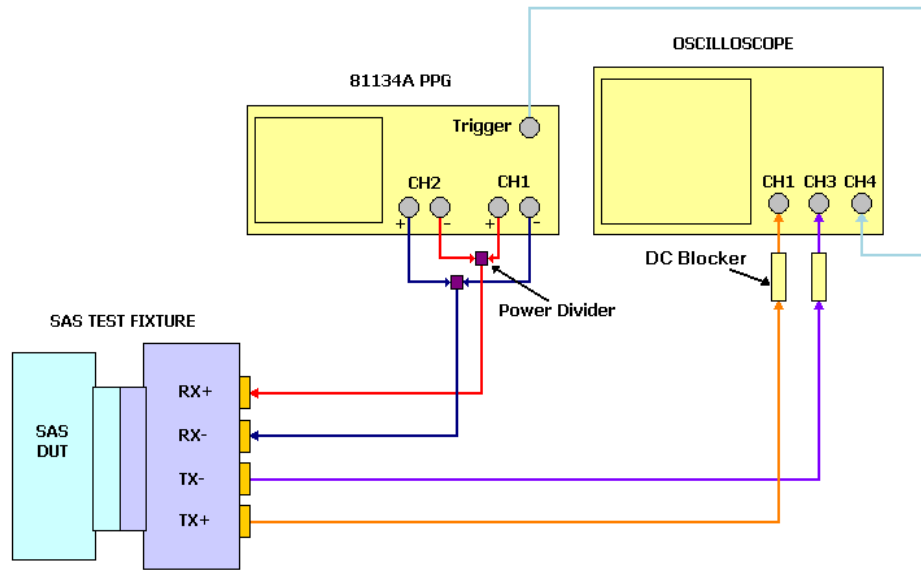 OSCILLOSCOPE
81134A PPG
Trigger
CH2 CH1
+ - + -
CH1 CH3 CH4
DC Blocker
Power Divider
SAS TEST FIXTURE
RX+
RX-
SAS
DUT
TX-
TX+